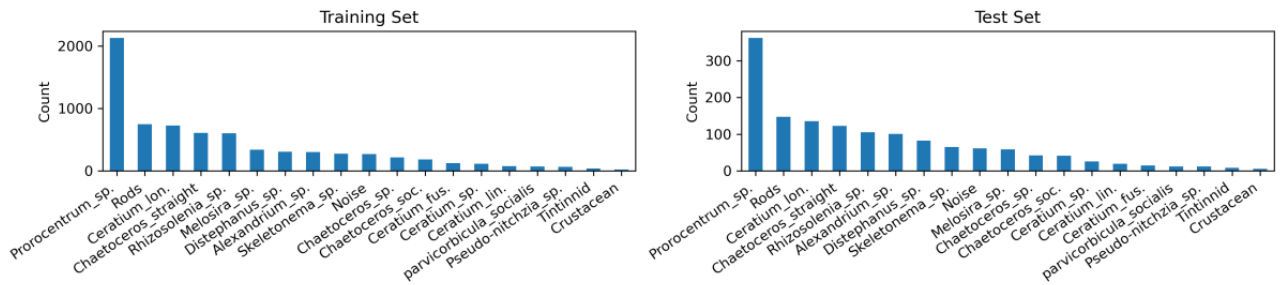 Training Set
Count
2000
1000
0
Prorocentrum_sp.
Rods
Ceratium_lon.
Chaetoceros_straight
Rhizosolenia_sp.
Melosira_sp.
Distephanus_sp.
Alexandrium_sp.
Skeletonema_sp.
Noise
Chaetoceros_sp.
Chaetoceros_soc.
Ceratium_fus.
Ceratium_sp.
Ceratium_lin.
parvicorbicula_socialis
Pseudo-nitchzia_sp.
Tintinnid
Crustacean
Test Set
Count
300
200
100
0
Prorocentrum_sp.
Rods
Ceratium_lon.
Chaetoceros_straight
Rhizosolenia_sp.
Alexandrium_sp.
Distephanus_sp.
Skeletonema_sp.
Noise
Melosira_sp.
Chaetoceros_sp.
Chaetoceros_soc.
Ceratium_sp.
Ceratium_lin.
Ceratium_fus.
parvicorbicula_socialis
Pseudo-nitchzia_sp.
Tintinnid
Crustacean